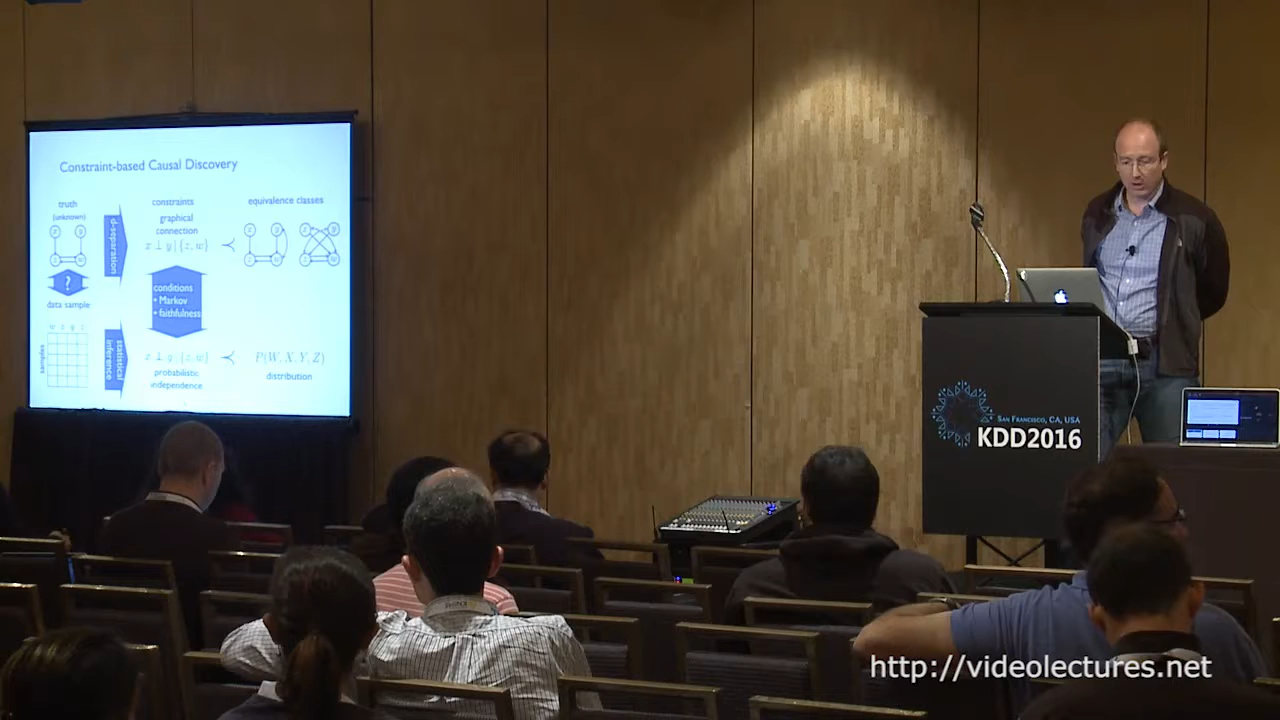 Constraint-based Causal Discovery
truth
(unknown)
constraints
equivalence classes
graphical
connection
d-separation
x ⊥ y | {z, w}
?
data sample
conditions
• Markov
• faithfulness
w x y z
samples
statistical
inference
x ⊥ y | {z, w}
P(W, X, Y, Z)
probabilistic
independence
distribution
SAN FRANCISCO, CA, USA
KDD2016
http://videolectures.net